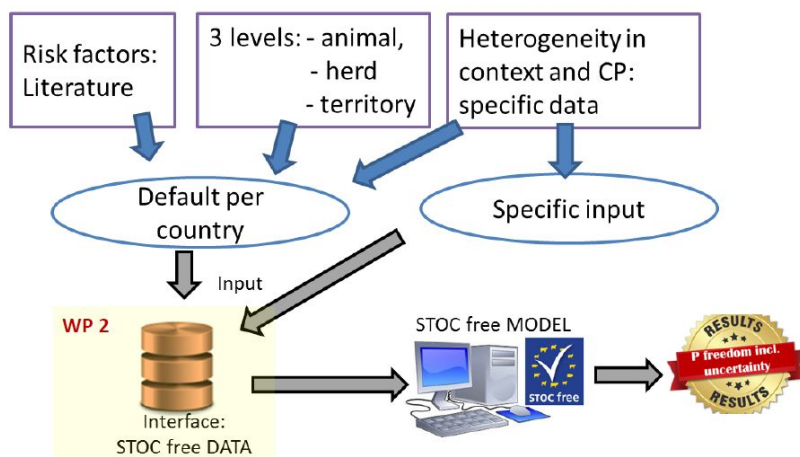 Risk factors:
Literature
3 levels: - animal,
- herd
- territory
Heterogeneity in
context and CP:
specific data
Default per
country
Specific input
Input
WP 2
Interface:
STOC free DATA
STOC free MODEL
STOC free
RESULTS
P freedom incl.
uncertainty
RESULTS